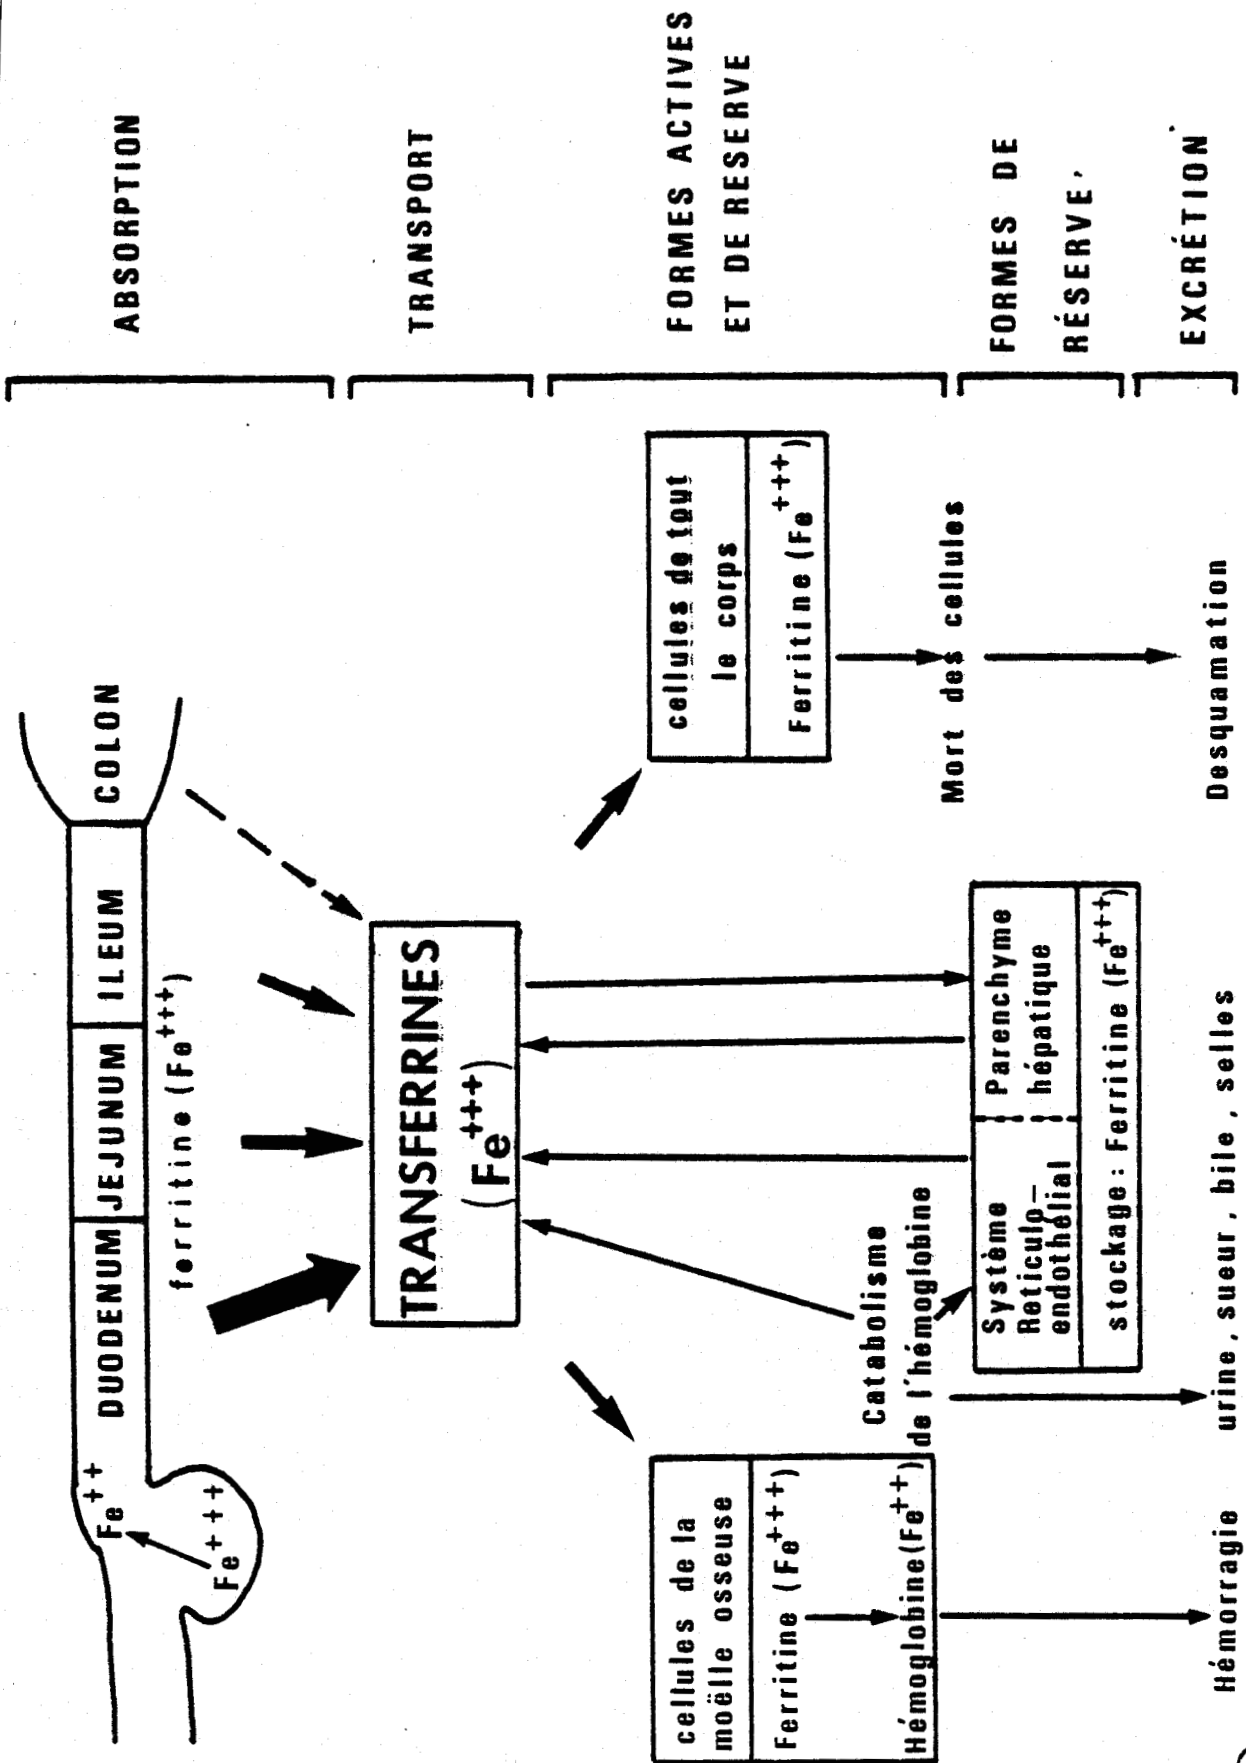 COLON
ILEUM
JEJUNUM
DUODENUM
Fe++
Fe+++
ferritine (Fe+++)
ABSORPTION
TRANSFERRINES
(Fe+++)
TRANSPORT
cellules de la
moëlle osseuse
Ferritine (Fe+++)
Hémoglobine (Fe++)
Catabolisme
de l'hémoglobine
cellules de tout
le corps
Ferritine (Fe+++)
FORMES ACTIVES
ET DE RESERVE
Mort des cellules
Système
Reticulo-
endothélial
Parenchyme
hépatique
stockage: Ferritine (Fe+++)
FORMES DE
RÉSERVE,
Hémorragie
urine, sueur, bile, selles
Desquamation
EXCRÉTION